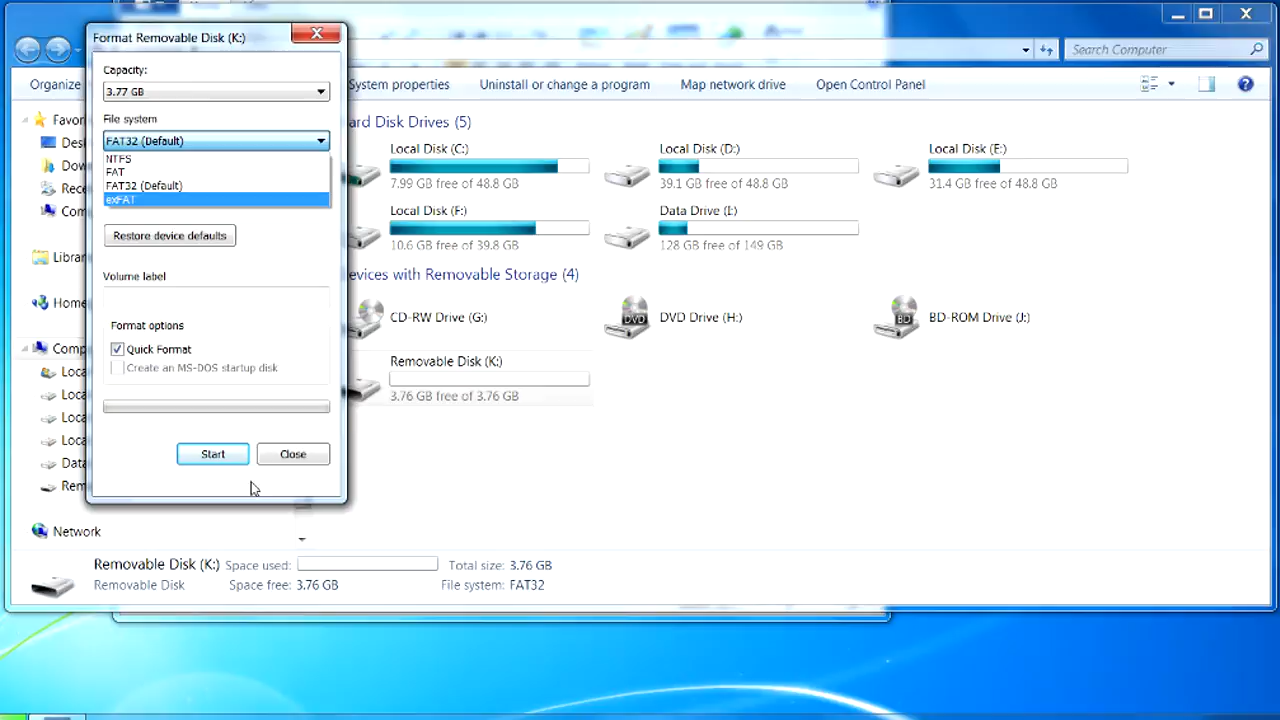 Format Removable Disk (K:)
Capacity:
3.77 GB
File system
FAT32 (Default)
NTFS
FAT
FAT32 (Default)
exFAT
Restore device defaults
Volume label
Format options
Quick Format
Create an MS-DOS startup disk
Start
Close
Search Computer
Organize
System properties
Uninstall or change a program
Map network drive
Open Control Panel
Favor
Desk
Dow
Rece
Com
Librar
Home
Comp
Loca
Loca
Loca
Loca
Data
Rem
Network
ard Disk Drives (5)
Local Disk (C:)
7.99 GB free of 48.8 GB
Local Disk (D:)
39.1 GB free of 48.8 GB
Local Disk (E:)
31.4 GB free of 48.8 GB
Local Disk (F:)
10.6 GB free of 39.8 GB
Data Drive (I:)
128 GB free of 149 GB
evices with Removable Storage (4)
CD-RW Drive (G:)
DVD
DVD Drive (H:)
BD
BD-ROM Drive (J:)
Removable Disk (K:)
3.76 GB free of 3.76 GB
Removable Disk (K:) Space used: Total size: 3.76 GB
Removable Disk Space free: 3.76 GB File system: FAT32